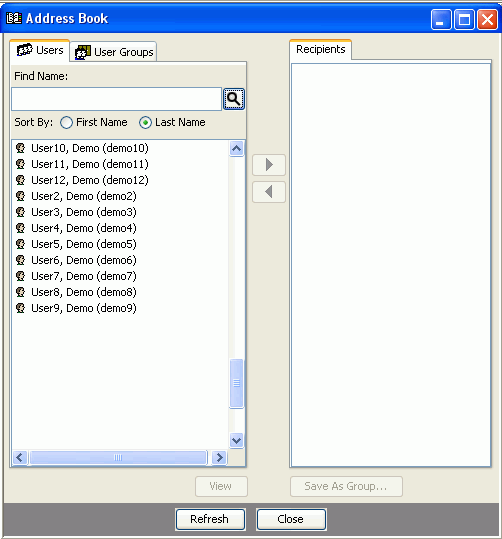 Address Book
Users
User Groups
Recipients
Find Name:
Sort By: First Name Last Name
User10, Demo (demo10)
User11, Demo (demo11)
User12, Demo (demo12)
User2, Demo (demo2)
User3, Demo (demo3)
User4, Demo (demo4)
User5, Demo (demo5)
User6, Demo (demo6)
User7, Demo (demo7)
User8, Demo (demo8)
User9, Demo (demo9)
View
Save As Group...
Refresh
Close